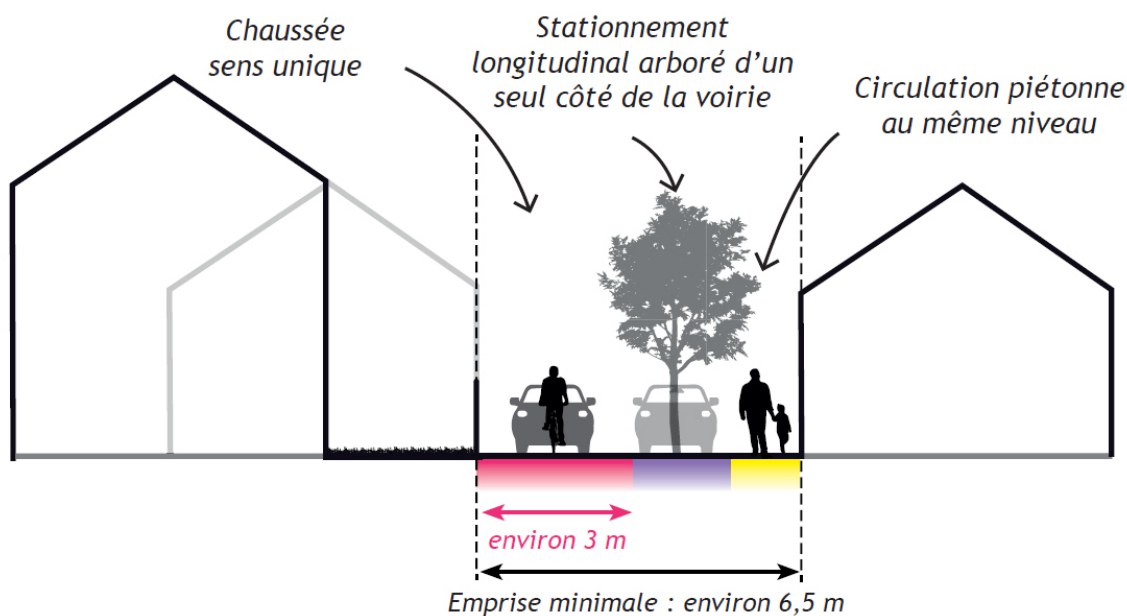 Chaussée
sens unique
Stationnement
longitudinal arboré d’un
seul côté de la voirie
Circulation piétonne
au même niveau
environ 3 m
Emprise minimale : environ 6,5 m